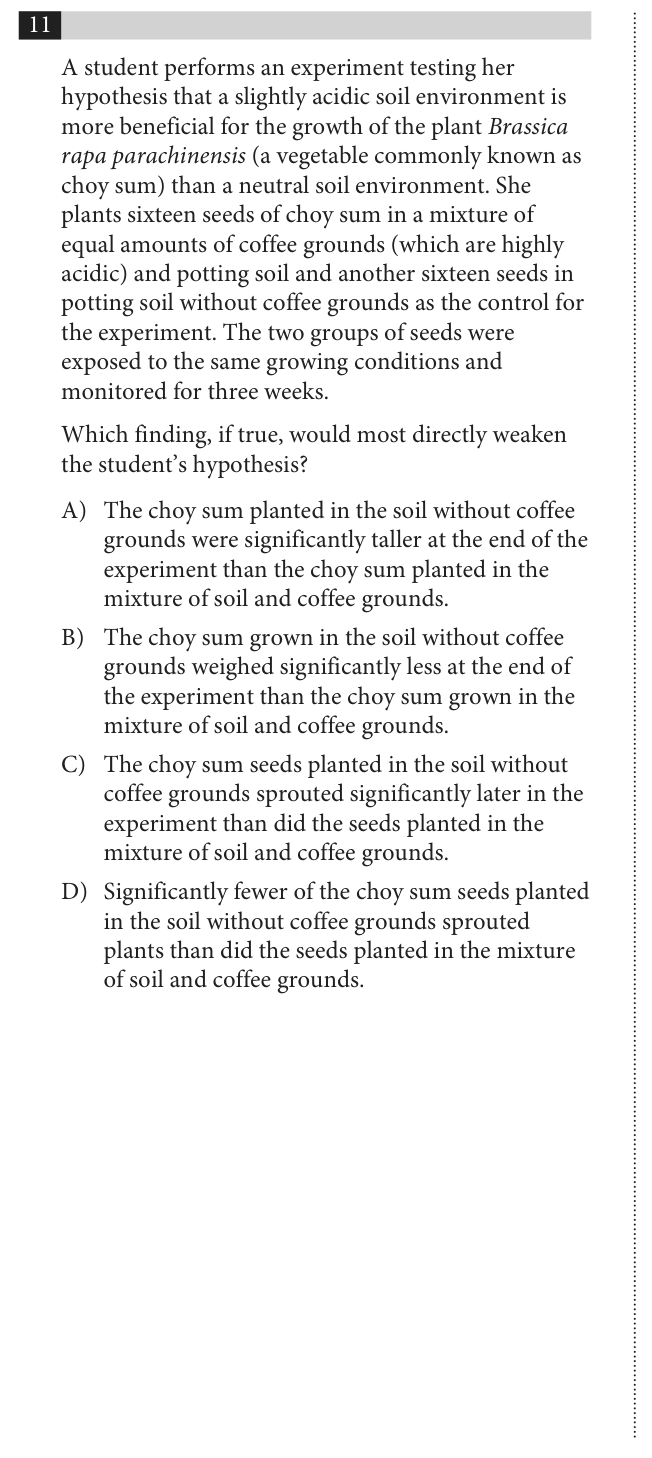 11
A student performs an experiment testing her
hypothesis that a slightly acidic soil environment is
more beneficial for the growth of the plant Brassica
rapa parachinensis (a vegetable commonly known as
choy sum) than a neutral soil environment. She
plants sixteen seeds of choy sum in a mixture of
equal amounts of coffee grounds (which are highly
acidic) and potting soil and another sixteen seeds in
potting soil without coffee grounds as the control for
the experiment. The two groups of seeds were
exposed to the same growing conditions and
monitored for three weeks.
Which finding, if true, would most directly weaken
the student’s hypothesis?
A) The choy sum planted in the soil without coffee
grounds were significantly taller at the end of the
experiment than the choy sum planted in the
mixture of soil and coffee grounds.
B) The choy sum grown in the soil without coffee
grounds weighed significantly less at the end of
the experiment than the choy sum grown in the
mixture of soil and coffee grounds.
C) The choy sum seeds planted in the soil without
coffee grounds sprouted significantly later in the
experiment than did the seeds planted in the
mixture of soil and coffee grounds.
D) Significantly fewer of the choy sum seeds planted
in the soil without coffee grounds sprouted
plants than did the seeds planted in the mixture
of soil and coffee grounds.